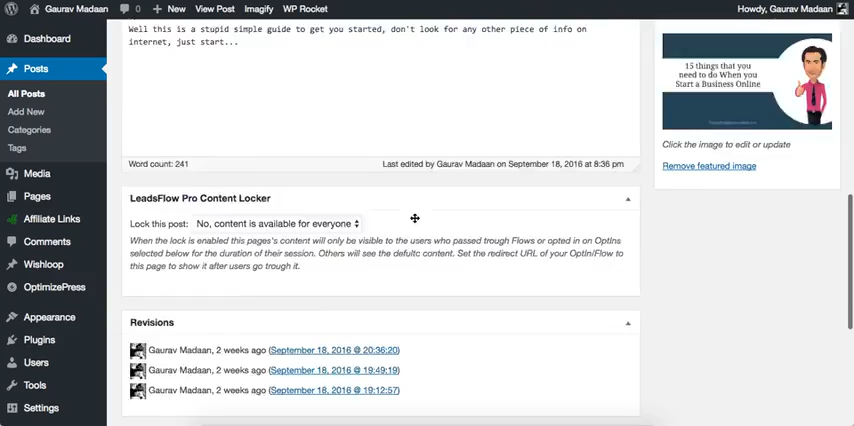 Gaurav Madaan 0 + New View Post Imagify WP Rocket Howdy, Gaurav Madaan
Dashboard
Posts
All Posts
Add New
Categories
Tags
Media
Pages
Affiliate Links
Comments
Wishloop
OptimizePress
Appearance
Plugins
Users
Tools
Settings
Well this is a stupid simple guide to get you started, don't look for any other piece of info on
internet, just start...
Word count: 241 Last edited by Gaurav Madaan on September 18, 2016 at 8:36 pm
LeadsFlow Pro Content Locker
Lock this post: No, content is available for everyone
When the lock is enabled this pages's content will only be visible to the users who passed trough Flows or opted in on OptIns
selected below for the duration of their session. Others will see the defultc content. Set the redirect URL of your OptIn/Flow to
this page to show it after users go trough it.
Revisions
Gaurav Madaan, 2 weeks ago (September 18, 2016 @ 20:36:20)
Gaurav Madaan, 2 weeks ago (September 18, 2016 @ 19:49:19)
Gaurav Madaan, 2 weeks ago (September 18, 2016 @ 19:12:57)
15 things that you
need to do When you
Start a Business Online
Click the image to edit or update
Remove featured image